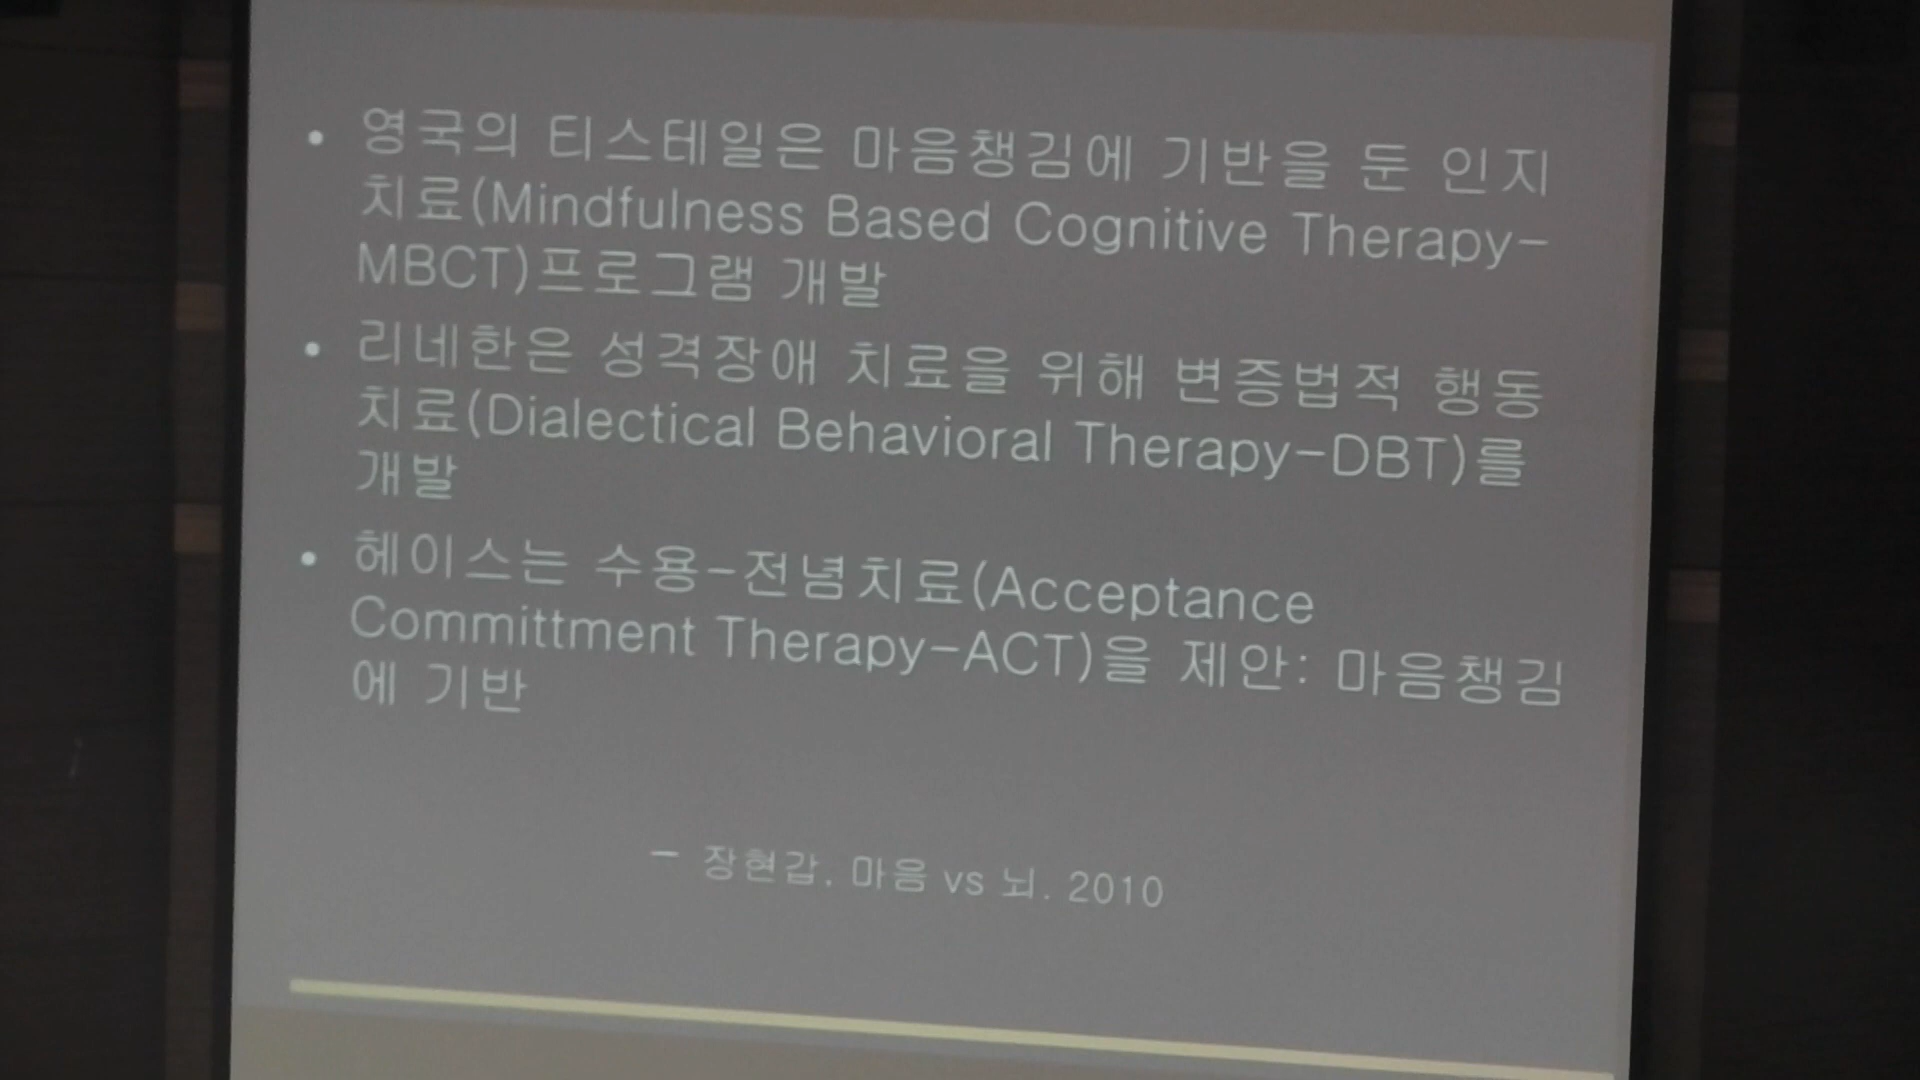 • 영국의 티스테일은 마음챙김에 기반을 둔 인지
치료(Mindfulness Based Cognitive Therapy-
MBCT)프로그램 개발
• 리네한은 성격장애 치료을 위해 변증법적 행동
치료(Dialectical Behavioral Therapy-DBT)를
개발
• 헤이스는 수용-전념치료(Acceptance
Committment Therapy-ACT)을 제안: 마음챙김
에 기반
- 장현갑, 마음 vs 뇌. 2010